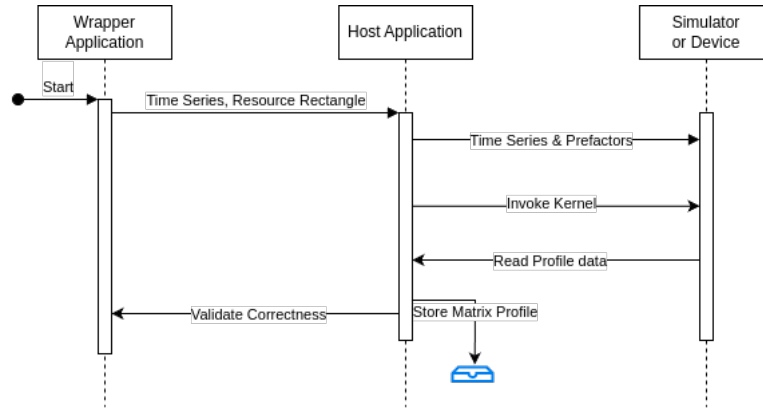 Wrapper
Application
Host Application
Simulator
or Device
Start
Time Series, Resource Rectangle
Time Series & Prefactors
Invoke Kernel
Read Profile data
Store Matrix Profile
Validate Correctness